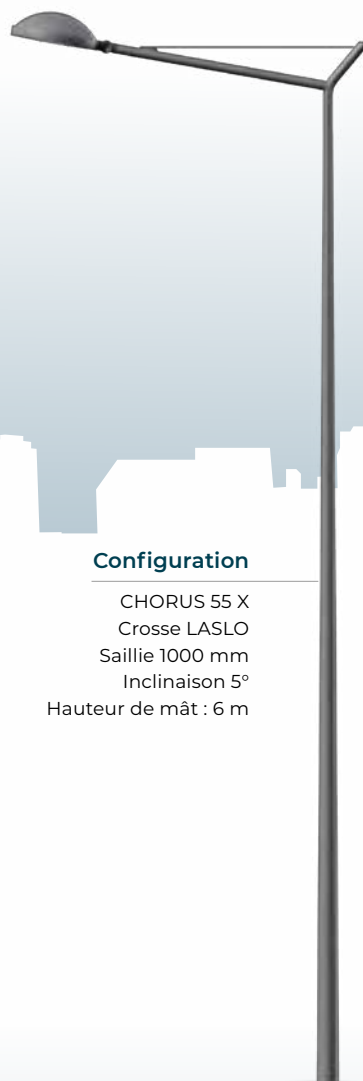 Configuration
CHORUS 55 X
Crosse LASLO
Saillie 1000 mm
Inclinaison 5°
Hauteur de mât : 6 m